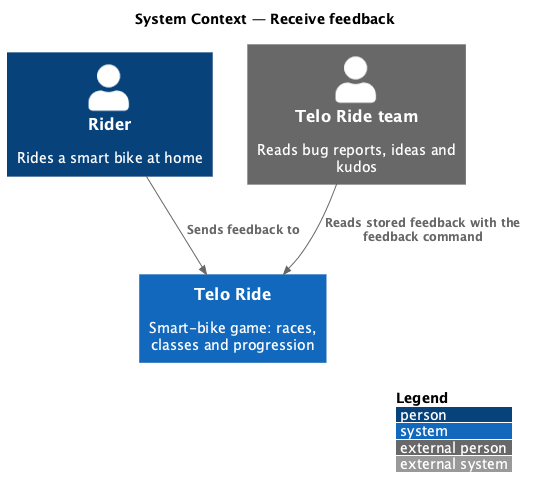 System Context — Receive feedback
Rider
Rides a smart bike at home
Telo Ride team
Reads bug reports, ideas and
kudos
Sends feedback to
Reads stored feedback with the
feedback command
Telo Ride
Smart-bike game: races,
classes and progression
Legend
person
system
external person
external system